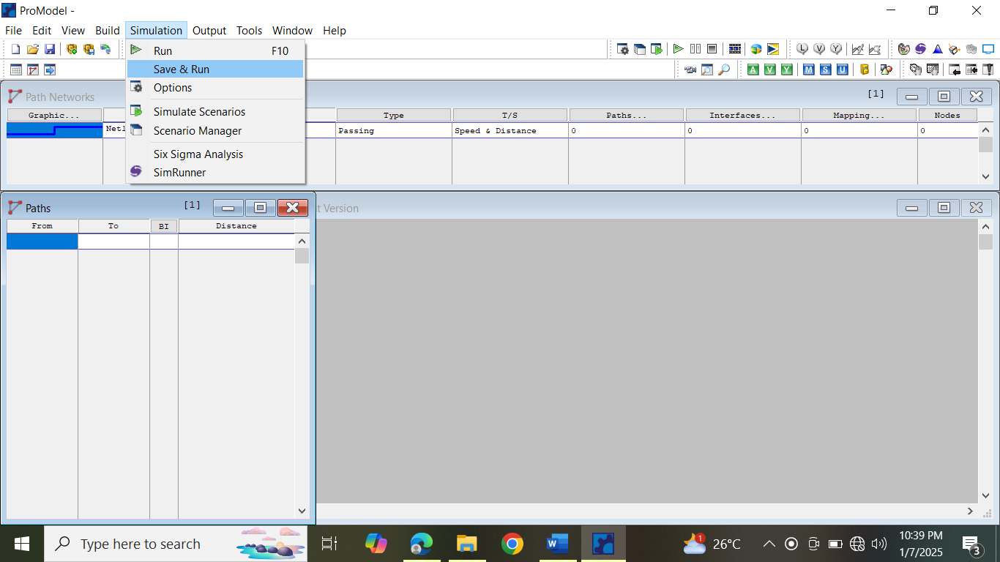 ProModel -
File Edit View Build Simulation Output Tools Window Help
Run F10
Save & Run
Options
Simulate Scenarios
Scenario Manager
Six Sigma Analysis
SimRunner
L V Y
A V Y M S U
Path Networks [1]
Graphic... Type T/S Paths... Interfaces... Mapping... Nodes
Passing Speed & Distance 0 0 0 0
Paths [1]
t Version
From To BI Distance
Type here to search
1
26°C
10:39 PM
1/7/2025
3